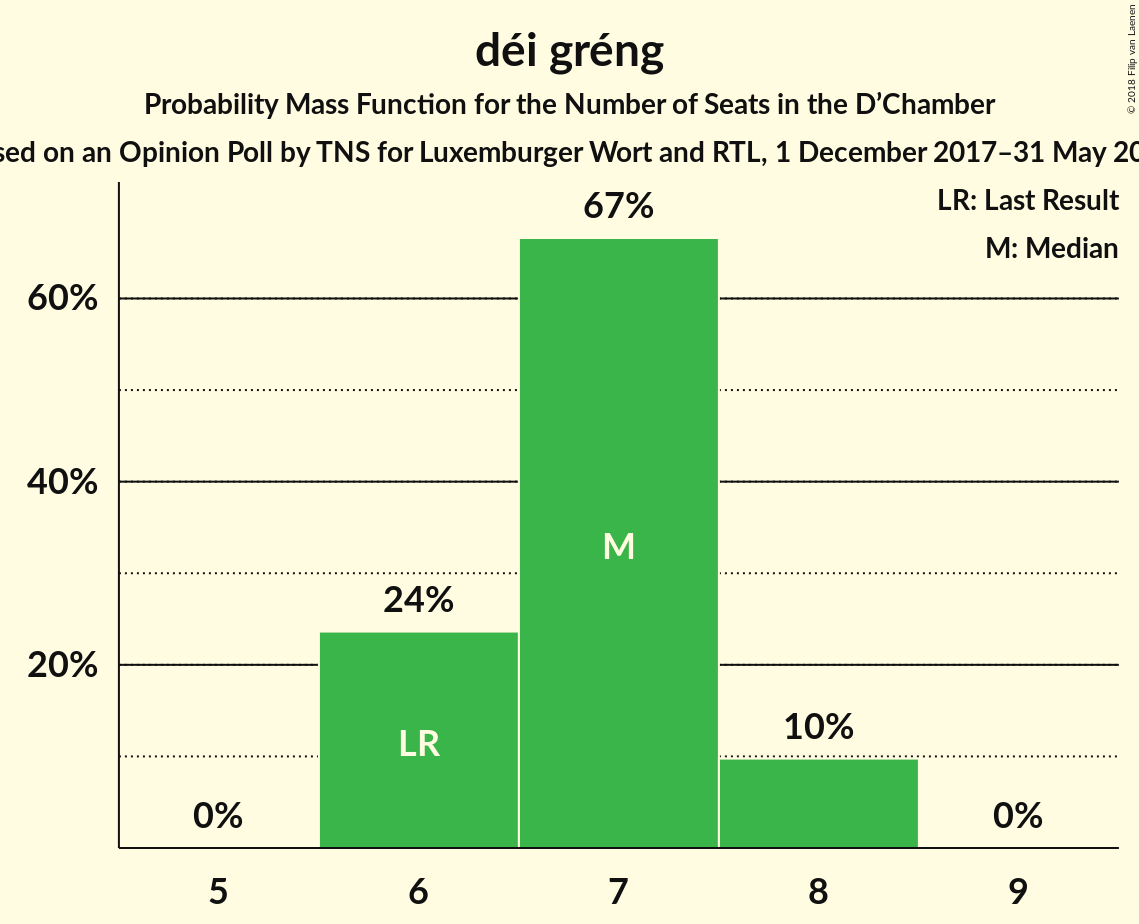 déi gréng
Probability Mass Function for the Number of Seats in the D’Chamber
sed on an Opinion Poll by TNS for Luxemburger Wort and RTL, 1 December 2017–31 May 20
© 2018 Filip van Laenen
LR: Last Result
M: Median
67%
60%
40%
M
24%
20%
LR
10%
0%
0%
5 6 7 8 9